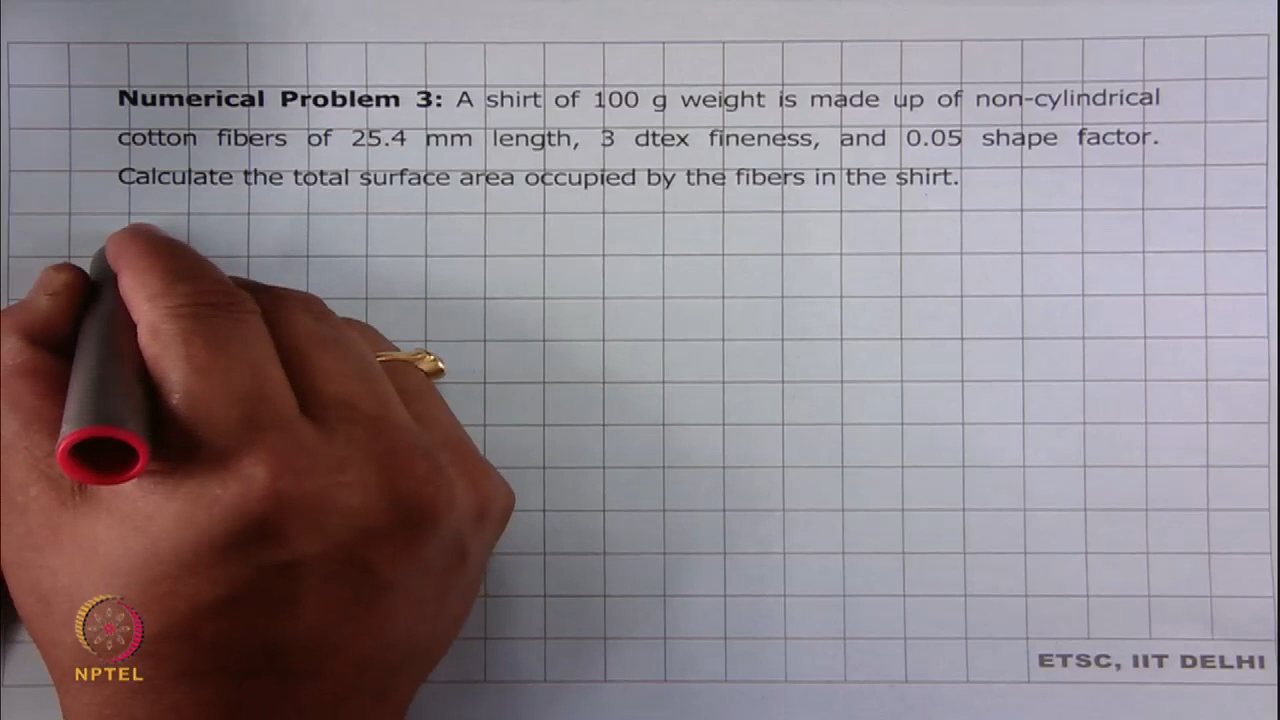 Numerical Problem 3: A shirt of 100 g weight is made up of non-cylindrical
cotton fibers of 25.4 mm length, 3 dtex fineness, and 0.05 shape factor.
Calculate the total surface area occupied by the fibers in the shirt.
NPTEL
ETSC, IIT DELHI